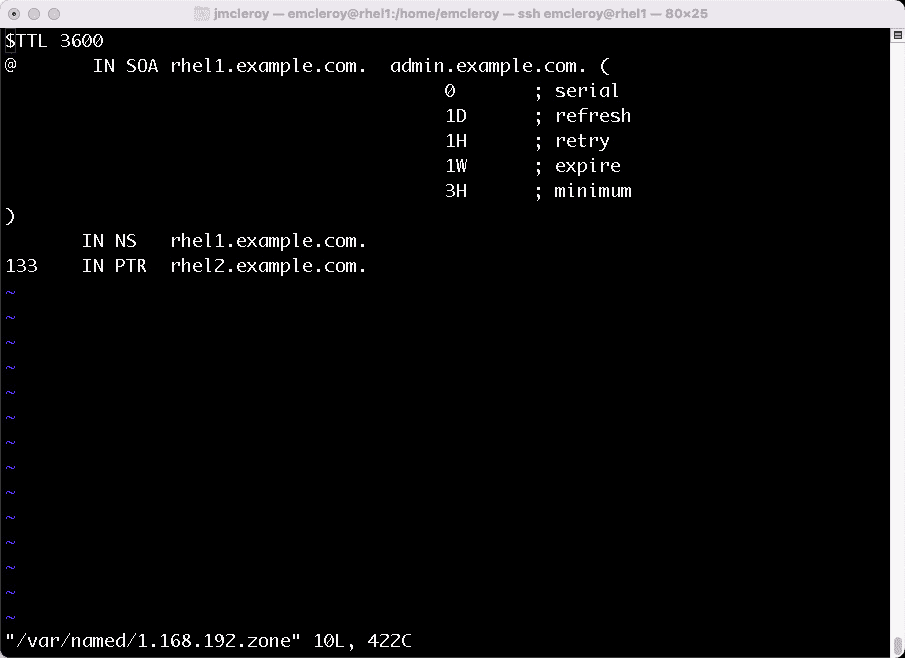 jmcleroy — emcleroy@rhel1:/home/emcleroy — ssh emcleroy@rhel1 — 80×25
$TTL 3600
@        IN SOA rhel1.example.com.  admin.example.com. (
                                        0       ; serial
                                        1D      ; refresh
                                        1H      ; retry
                                        1W      ; expire
                                        3H      ; minimum
)
       IN NS   rhel1.example.com.
133    IN PTR  rhel2.example.com.
~
~
~
~
~
~
~
~
~
~
~
~
~
~
"/var/named/1.168.192.zone" 10L, 422C